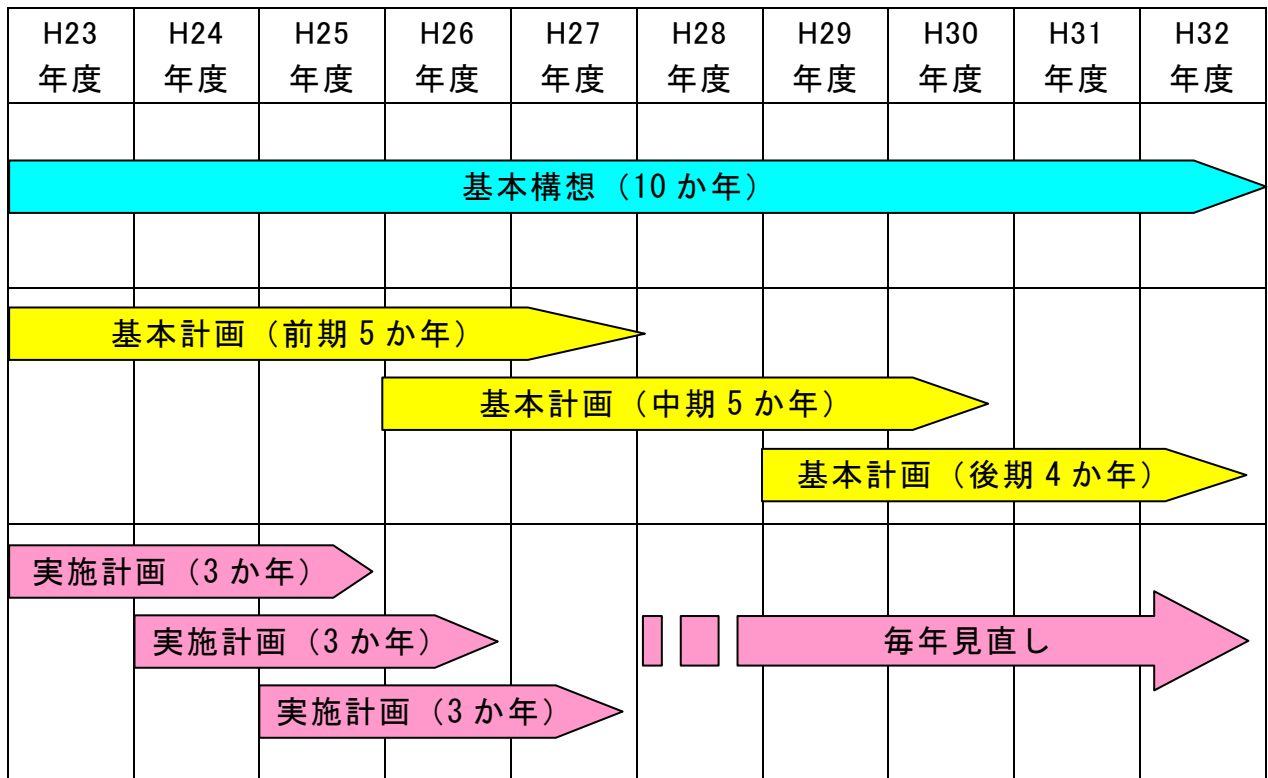 H23 H24 H25 H26 H27 H28 H29 H30 H31 H32
年度 年度 年度 年度 年度 年度 年度 年度 年度 年度
基本構想（10か年）
基本計画（前期5か年）
基本計画（中期5か年）
基本計画（後期4か年）
実施計画（3か年）
実施計画（3か年）
毎年見直し
実施計画（3か年）